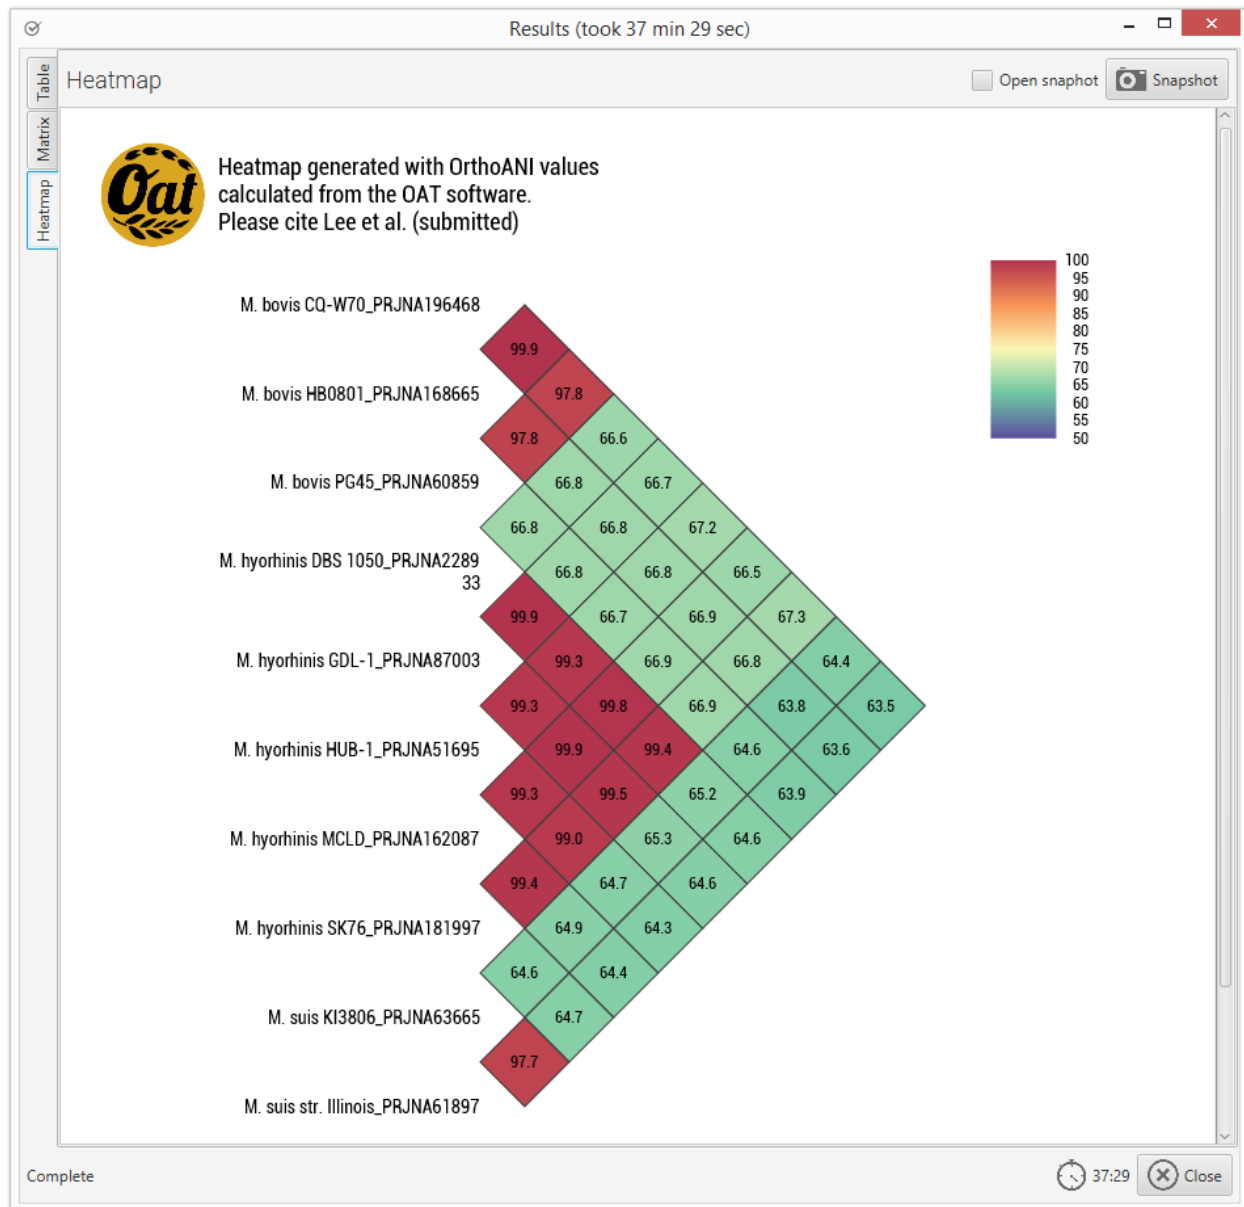 Results (took 37 min 29 sec)
Table
Matrix
Heatmap
Heatmap
Open snaphot
Snapshot
Oat
Heatmap generated with OrthoANI values
calculated from the OAT software.
Please cite Lee et al. (submitted)
100
95
90
85
80
75
70
65
60
55
50
M. bovis CQ-W70_PRJNA196468
99.9
97.8
M. bovis HB0801_PRJNA168665
97.8
66.6
66.8
66.7
M. bovis PG45_PRJNA60859
66.8
66.8
67.2
M. hyorhinis DBS 1050_PRJNA2289
33
66.8
66.8
66.5
99.9
66.7
66.9
67.3
M. hyorhinis GDL-1_PRJNA87003
99.3
66.9
66.8
64.4
99.3
99.8
66.9
63.8
63.5
M. hyorhinis HUB-1_PRJNA51695
99.9
99.4
64.6
63.6
99.3
99.5
65.2
63.9
M. hyorhinis MCLD_PRJNA162087
99.0
65.3
64.6
99.4
64.7
64.6
M. hyorhinis SK76_PRJNA181997
64.9
64.3
64.6
64.4
M. suis KI3806_PRJNA63665
64.7
97.7
M. suis str. Illinois_PRJNA61897
Complete
37:29
Close